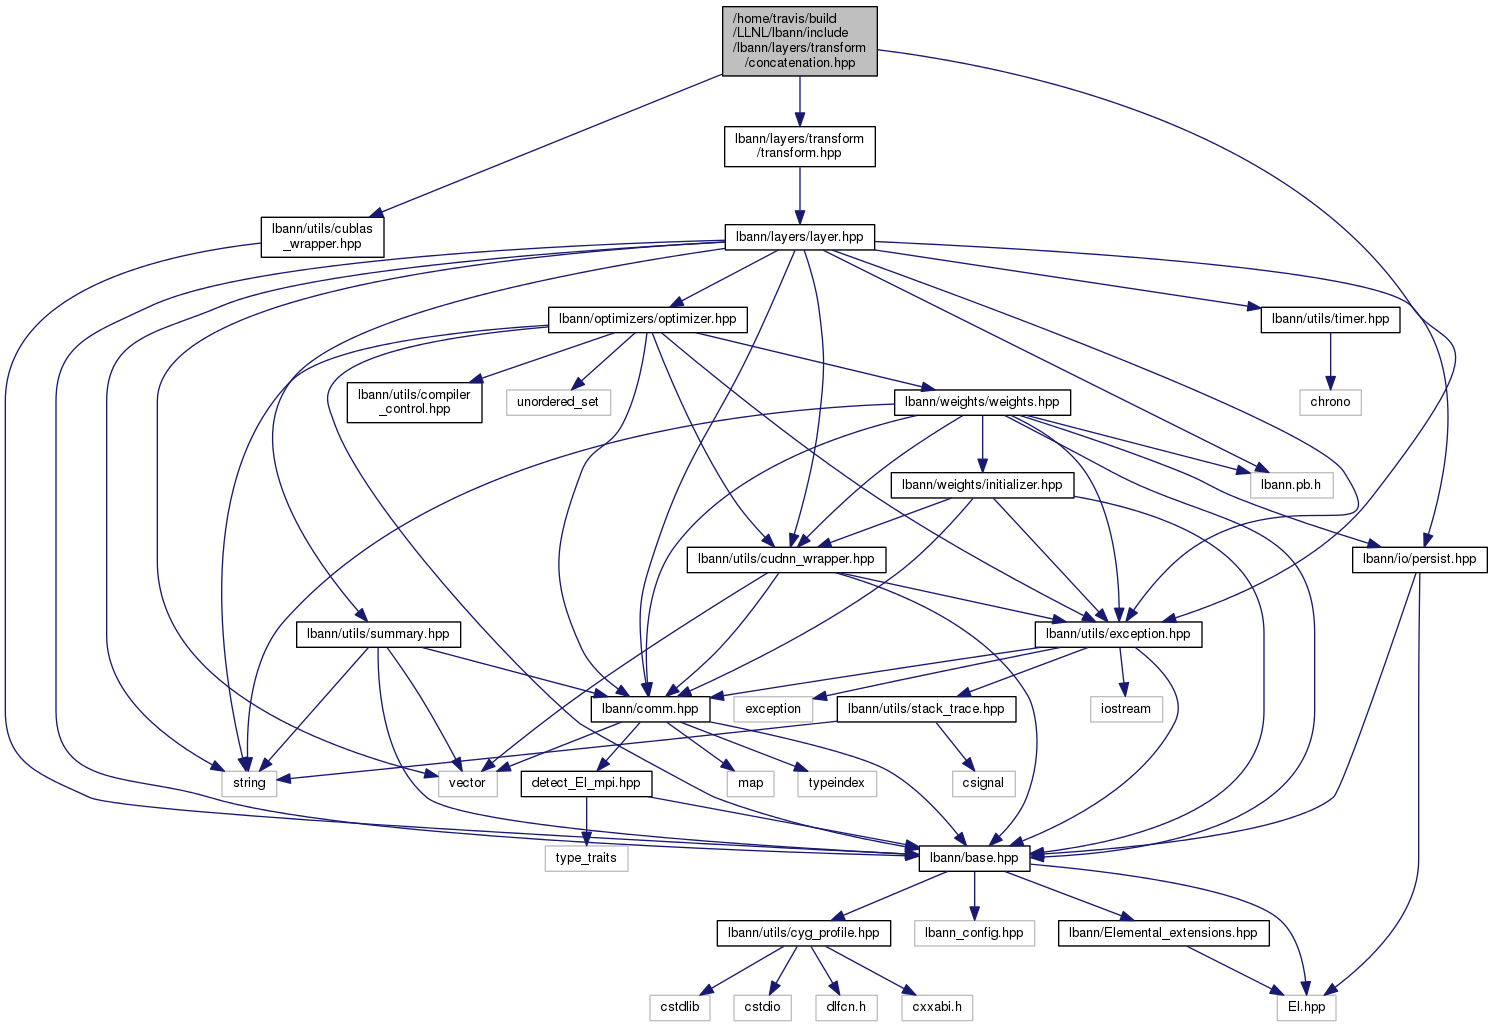 /home/travis/build
/LLNL/lbann/include
/lbann/layers/transform
/concatenation.hpp
lbann/layers/transform
/transform.hpp
lbann/utils/cublas
_wrapper.hpp
lbann/layers/layer.hpp
lbann/optimizers/optimizer.hpp
lbann/utils/timer.hpp
lbann/utils/compiler
_control.hpp
unordered_set
lbann/weights/weights.hpp
chrono
lbann/weights/initializer.hpp
lbann.pb.h
lbann/utils/cudnn_wrapper.hpp
lbann/io/persist.hpp
lbann/utils/summary.hpp
lbann/utils/exception.hpp
lbann/comm.hpp
exception
lbann/utils/stack_trace.hpp
iostream
string
vector
detect_El_mpi.hpp
map
typeindex
csignal
type_traits
lbann/base.hpp
lbann/utils/cyg_profile.hpp
lbann_config.hpp
lbann/Elemental_extensions.hpp
cstdlib
cstdio
dlfcn.h
cxxabi.h
El.hpp